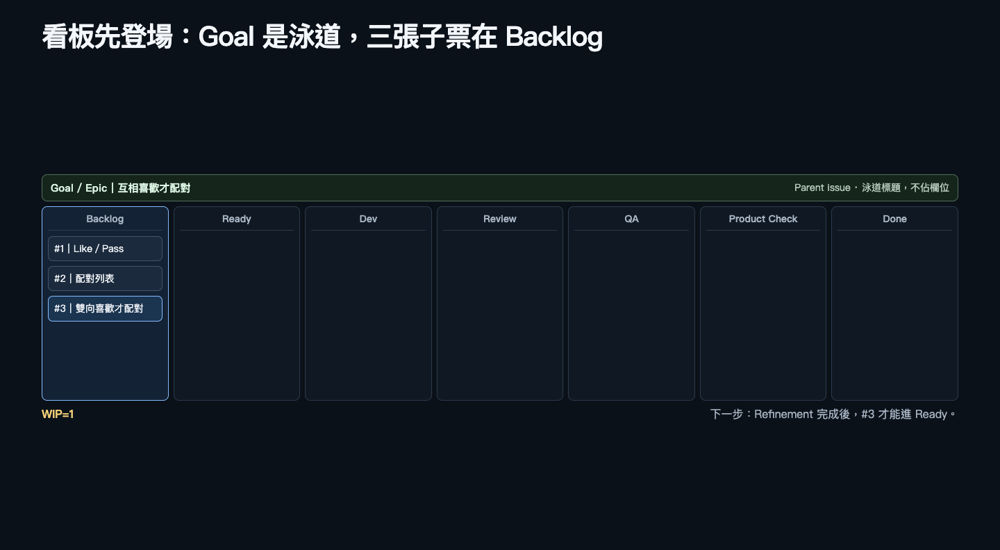 看板先登場：Goal 是泳道，三張子票在 Backlog
Goal / Epic｜互相喜歡才配對
Parent issue · 泳道標題，不佔欄位
Backlog
Ready
Dev
Review
QA
Product Check
Done
#1｜Like / Pass
#2｜配對列表
#3｜雙向喜歡才配對
WIP=1
下一步：Refinement 完成後，#3 才能進 Ready。